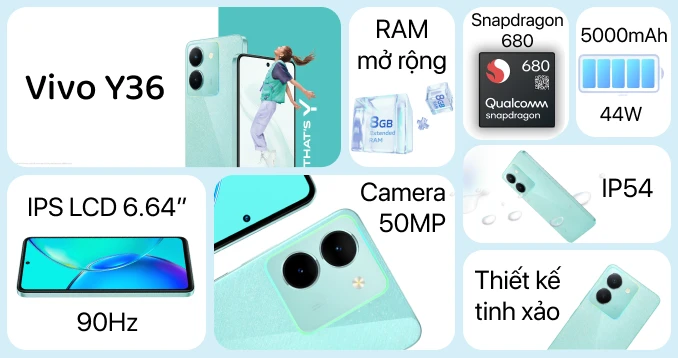 Vivo Y36
THAT'S Y
RAM
mở rộng
8GB
Extended
RAM
8GB
Snapdragon
680
680
Qualcomm
snapdragon
5000mAh
44W
IPS LCD 6.64”
90Hz
Camera
50MP
IP54
Thiết kế
tinh xảo